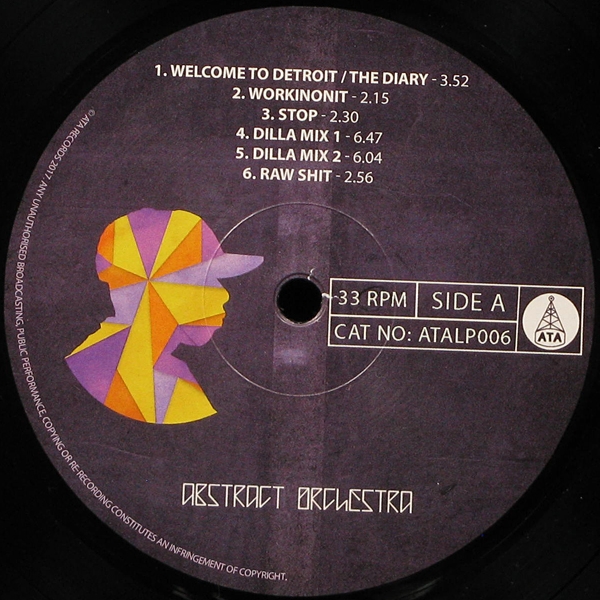 1. WELCOME TO DETROIT / THE DIARY - 3.52
2. WORKINONIT - 2.15
3. STOP - 2.30
4. DILLA MIX 1 - 6.47
5. DILLA MIX 2 - 6.04
6. RAW SHIT - 2.56
33 RPM
SIDE A
CAT NO: ATALP006
ATA
ABSTRACT ORCHESTRA
© ATA RECORDS 2017. ANY UNAUTHORISED BROADCASTING, PUBLIC PERFORMANCE, COPYING OR RE-RECORDING CONSTITUTES AN INFRINGEMENT OF COPYRIGHT.